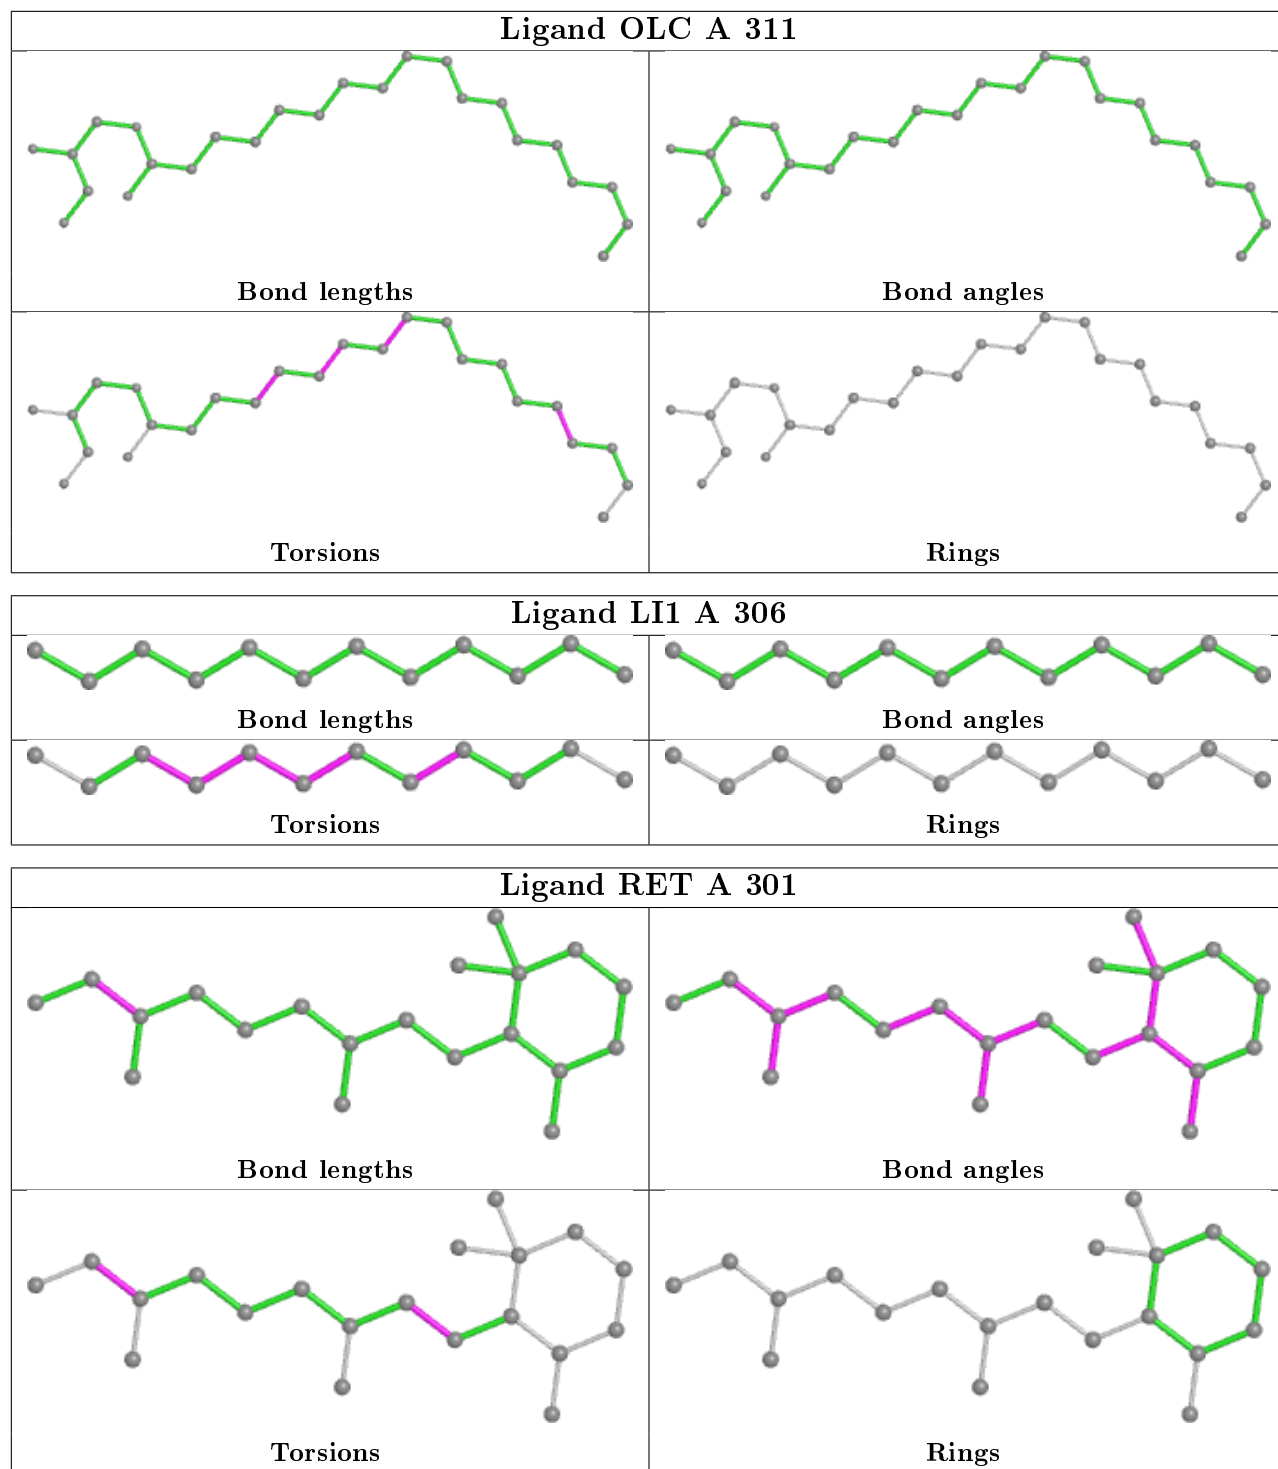 Ligand OLC A 311
Bond lengths
Bond angles
Torsions
Rings
Ligand LI1 A 306
Bond lengths
Bond angles
Torsions
Rings
Ligand RET A 301
Bond lengths
Bond angles
Torsions
Rings